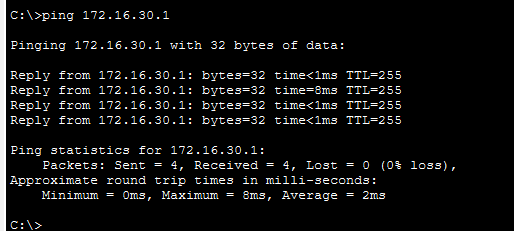 C:\>ping 172.16.30.1
Pinging 172.16.30.1 with 32 bytes of data:
Reply from 172.16.30.1: bytes=32 time<1ms TTL=255
Reply from 172.16.30.1: bytes=32 time=8ms TTL=255
Reply from 172.16.30.1: bytes=32 time<1ms TTL=255
Reply from 172.16.30.1: bytes=32 time<1ms TTL=255
Ping statistics for 172.16.30.1:
    Packets: Sent = 4, Received = 4, Lost = 0 (0% loss),
Approximate round trip times in milli-seconds:
    Minimum = 0ms, Maximum = 8ms, Average = 2ms
C:\>